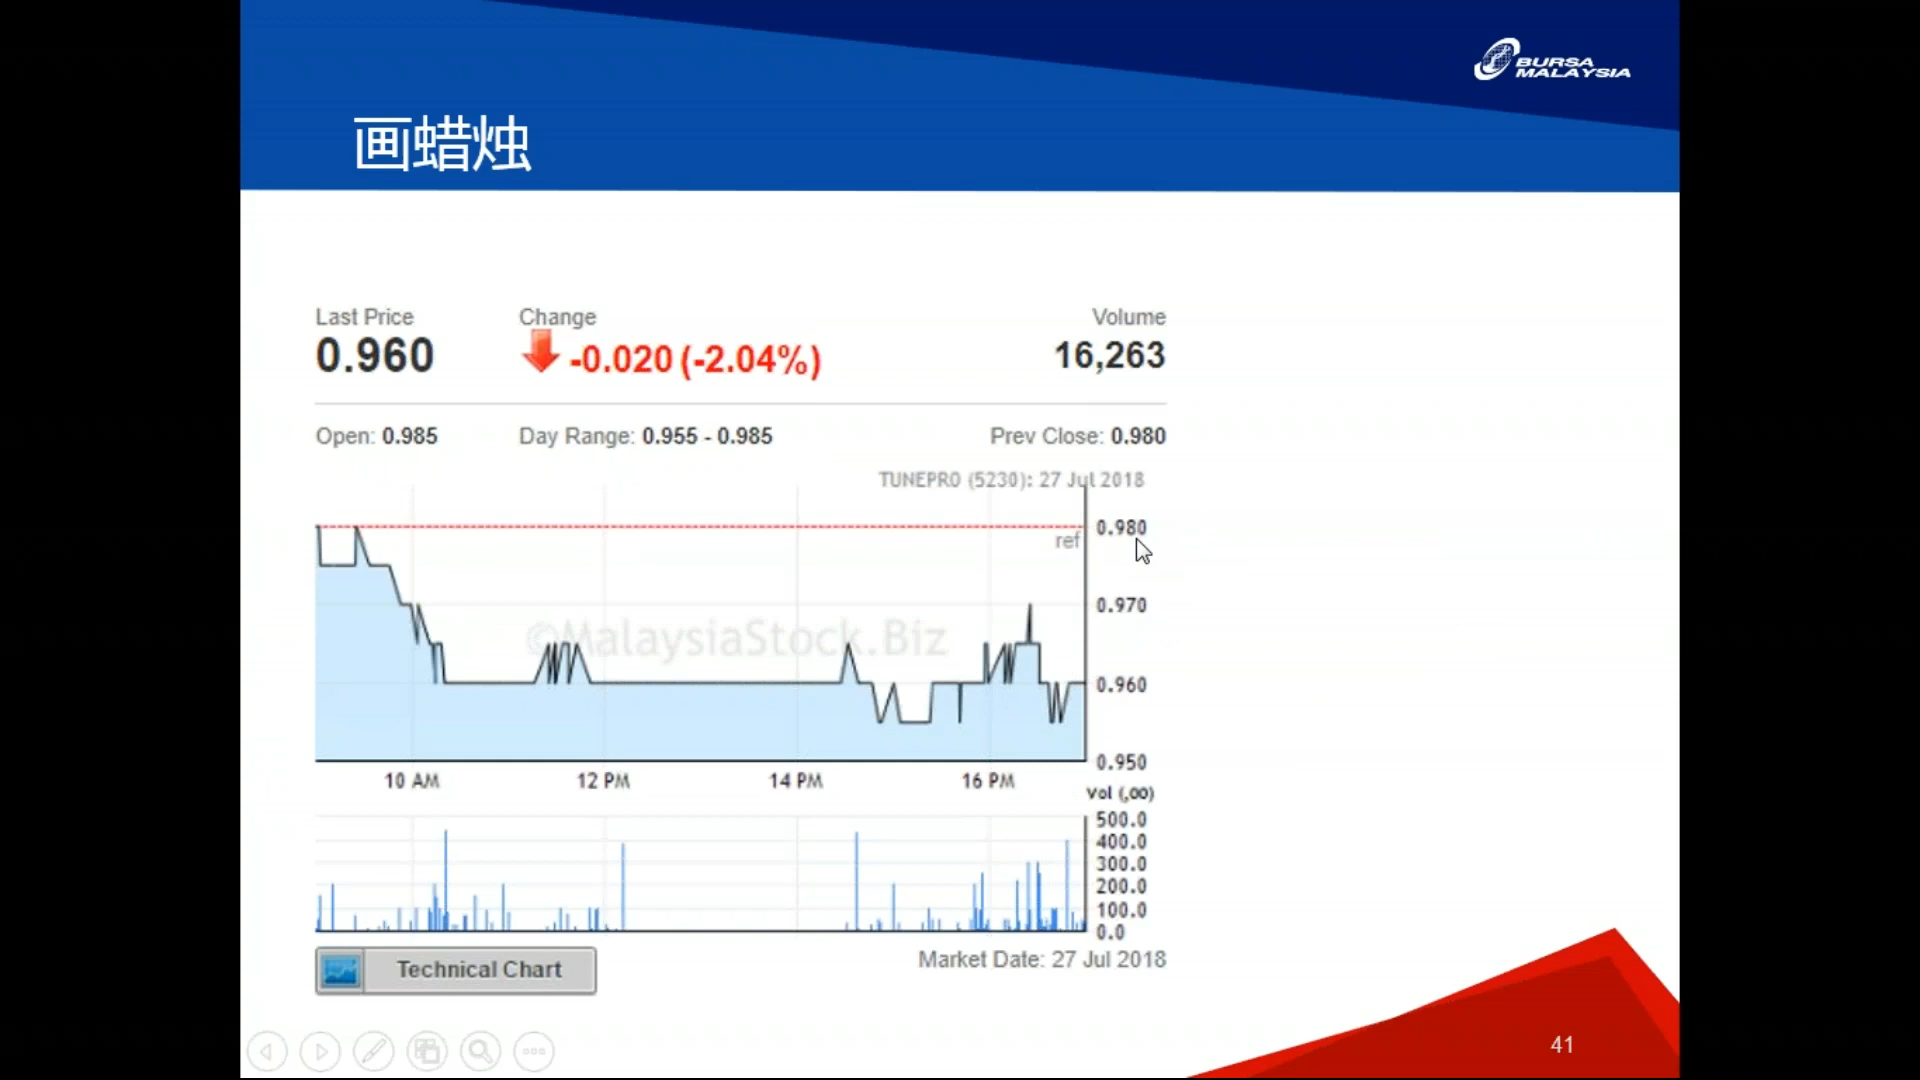 BURSA
MALAYSIA
画蜡烛
Last Price
Change
Volume
0.960
-0.020 (-2.04%)
16,263
Open: 0.985
Day Range: 0.955 - 0.985
Prev Close: 0.980
TUNEPRO (5230): 27 Jul 2018
0.980
ref
0.970
©MalaysiaStock.Biz
0.960
0.950
10 AM
12 PM
14 PM
16 PM
Vol (,00)
500.0
400.0
300.0
200.0
100.0
0.0
Market Date: 27 Jul 2018
Technical Chart
41